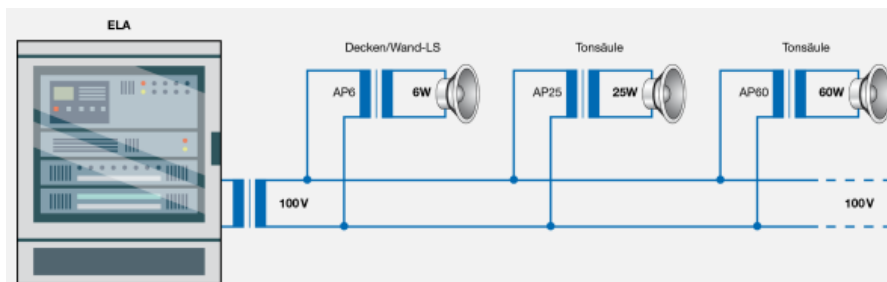 ELA
Decken/Wand-LS
Tonsäule
Tonsäule
AP6
6W
AP25
25W
AP60
60W
100V
100V